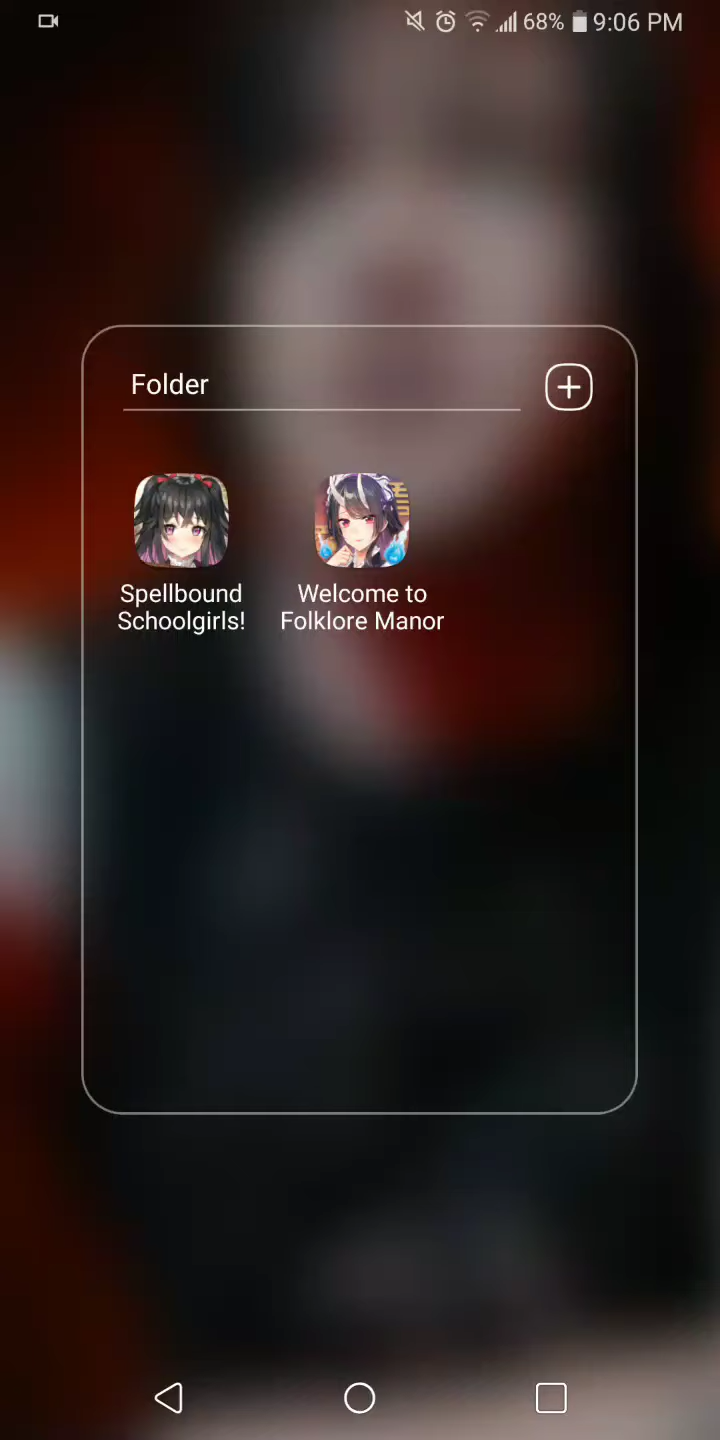 68% 9:06 PM
Folder
Spellbound
Schoolgirls!
Welcome to
Folklore Manor